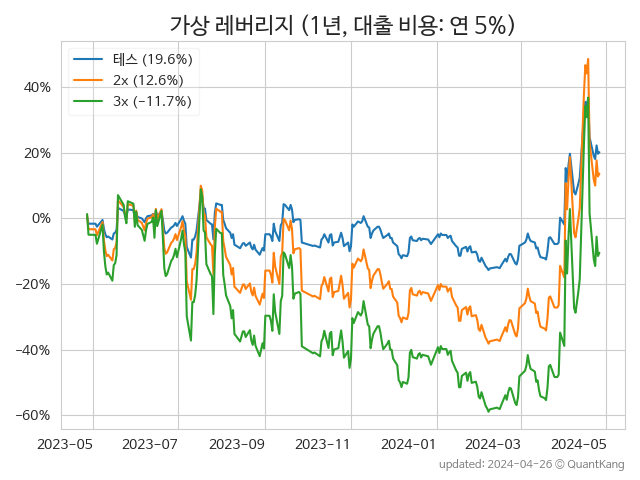 가상 레버리지 (1년, 대출 비용: 연 5%)
테스 (19.6%)
2x (12.6%)
3x (−11.7%)
40%
20%
0%
−20%
−40%
−60%
2023-05 2023-07 2023-09 2023-11 2024-01 2024-03 2024-05
updated: 2024-04-26 © QuantKang